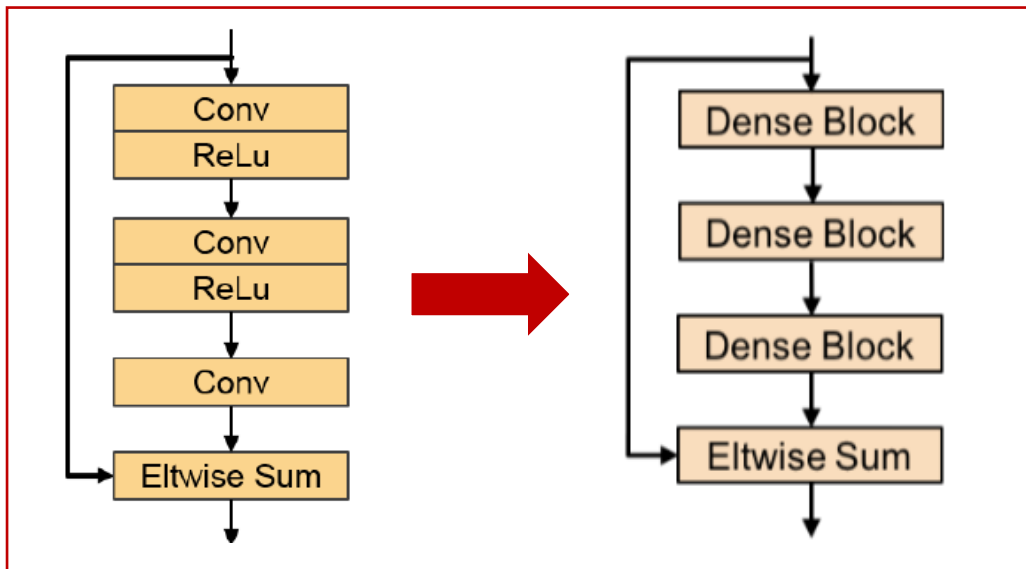 Conv
ReLu
Conv
ReLu
Conv
Eltwise Sum
Dense Block
Dense Block
Dense Block
Eltwise Sum